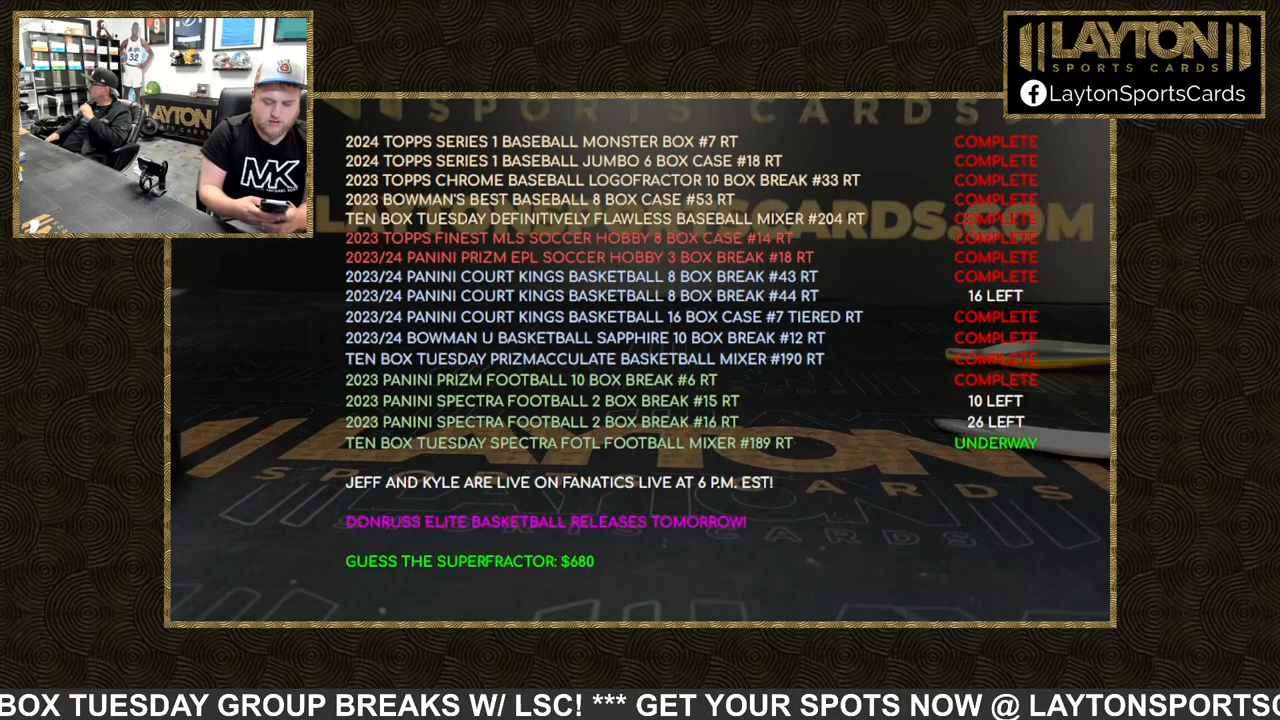 LAYTON
SPORTS CARDS
LaytonSportsCards
32
LAYTON
SPORTS CARDS
MK
SPORTS CARDS
2024 TOPPS SERIES 1 BASEBALL MONSTER BOX #7 RT COMPLETE
2024 TOPPS SERIES 1 BASEBALL JUMBO 6 BOX CASE #18 RT COMPLETE
2023 TOPPS CHROME BASEBALL LOGOFRACTOR 10 BOX BREAK #33 RT COMPLETE
2023 BOWMAN'S BEST BASEBALL 8 BOX CASE #53 RT COMPLETE
TEN BOX TUESDAY DEFINITIVELY FLAWLESS BASEBALL MIXER #204 RT COMPLETE
2023 TOPPS FINEST MLS SOCCER HOBBY 8 BOX CASE #14 RT COMPLETE
2023/24 PANINI PRIZM EPL SOCCER HOBBY 3 BOX BREAK #18 RT COMPLETE
2023/24 PANINI COURT KINGS BASKETBALL 8 BOX BREAK #43 RT COMPLETE
2023/24 PANINI COURT KINGS BASKETBALL 8 BOX BREAK #44 RT 16 LEFT
2023/24 PANINI COURT KINGS BASKETBALL 16 BOX CASE #7 TIERED RT COMPLETE
2023/24 BOWMAN U BASKETBALL SAPPHIRE 10 BOX BREAK #12 RT COMPLETE
TEN BOX TUESDAY PRIZMACCULATE BASKETBALL MIXER #190 RT COMPLETE
2023 PANINI PRIZM FOOTBALL 10 BOX BREAK #6 RT COMPLETE
2023 PANINI SPECTRA FOOTBALL 2 BOX BREAK #15 RT 10 LEFT
2023 PANINI SPECTRA FOOTBALL 2 BOX BREAK #16 RT 26 LEFT
TEN BOX TUESDAY SPECTRA FOTL FOOTBALL MIXER #189 RT UNDERWAY
JEFF AND KYLE ARE LIVE ON FANATICS LIVE AT 6 P.M. EST!
DONRUSS ELITE BASKETBALL RELEASES TOMORROW!
GUESS THE SUPERFRACTOR: $680
BOX TUESDAY GROUP BREAKS W/ LSC! *** GET YOUR SPOTS NOW @ LAYTONSPORTSC